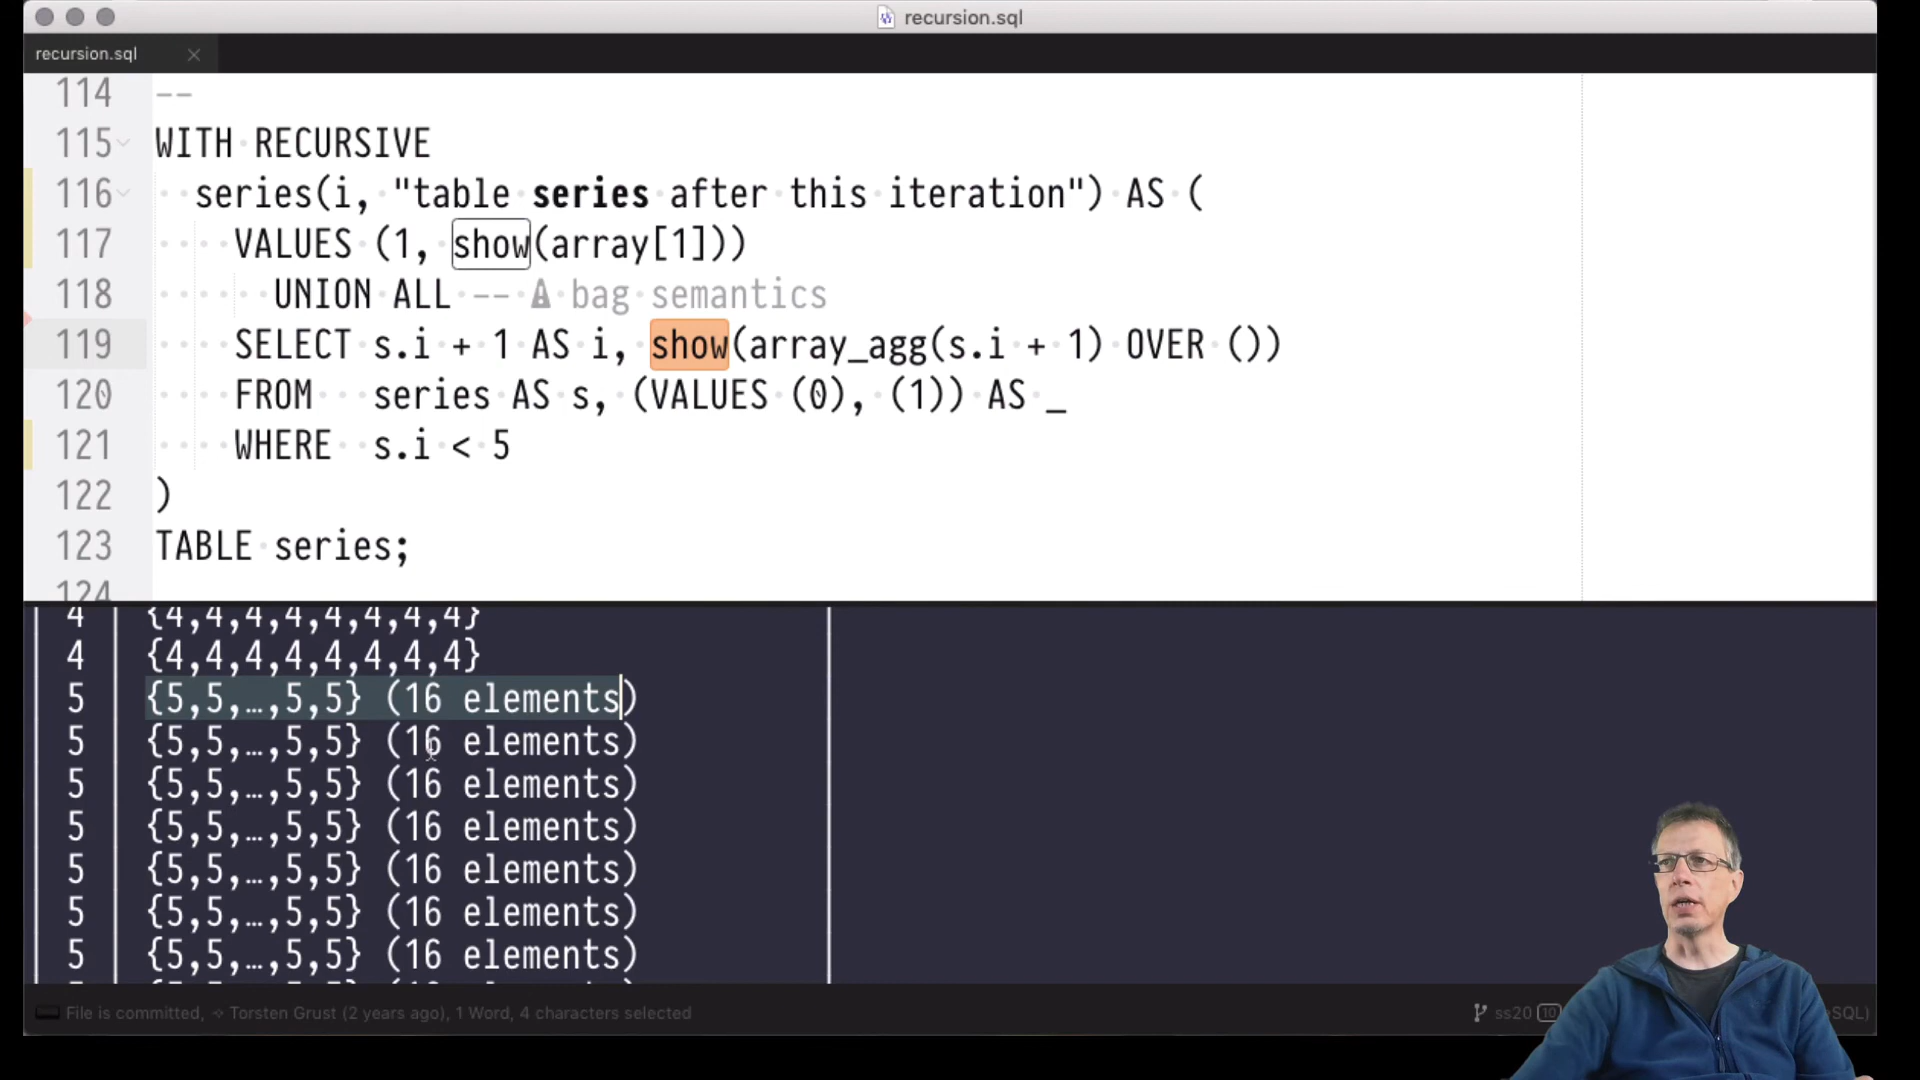 recursion.sql
recursion.sql
114 --
115 WITH RECURSIVE
116 series(i, "table series after this iteration") AS (
117 VALUES (1, show(array[1]))
118 UNION ALL -- ⚠ bag semantics
119 SELECT s.i + 1 AS i, show(array_agg(s.i + 1) OVER ())
120 FROM series AS s, (VALUES (0), (1)) AS _
121 WHERE s.i < 5
122 )
123 TABLE series;
124
4 {4,4,4,4,4,4,4,4}
4 {4,4,4,4,4,4,4,4}
5 {5,5,…,5,5} (16 elements)
5 {5,5,…,5,5} (16 elements)
5 {5,5,…,5,5} (16 elements)
5 {5,5,…,5,5} (16 elements)
5 {5,5,…,5,5} (16 elements)
5 {5,5,…,5,5} (16 elements)
5 {5,5,…,5,5} (16 elements)
File is committed, Torsten Grust (2 years ago), 1 Word, 4 characters selected
ss20 10 SQL)